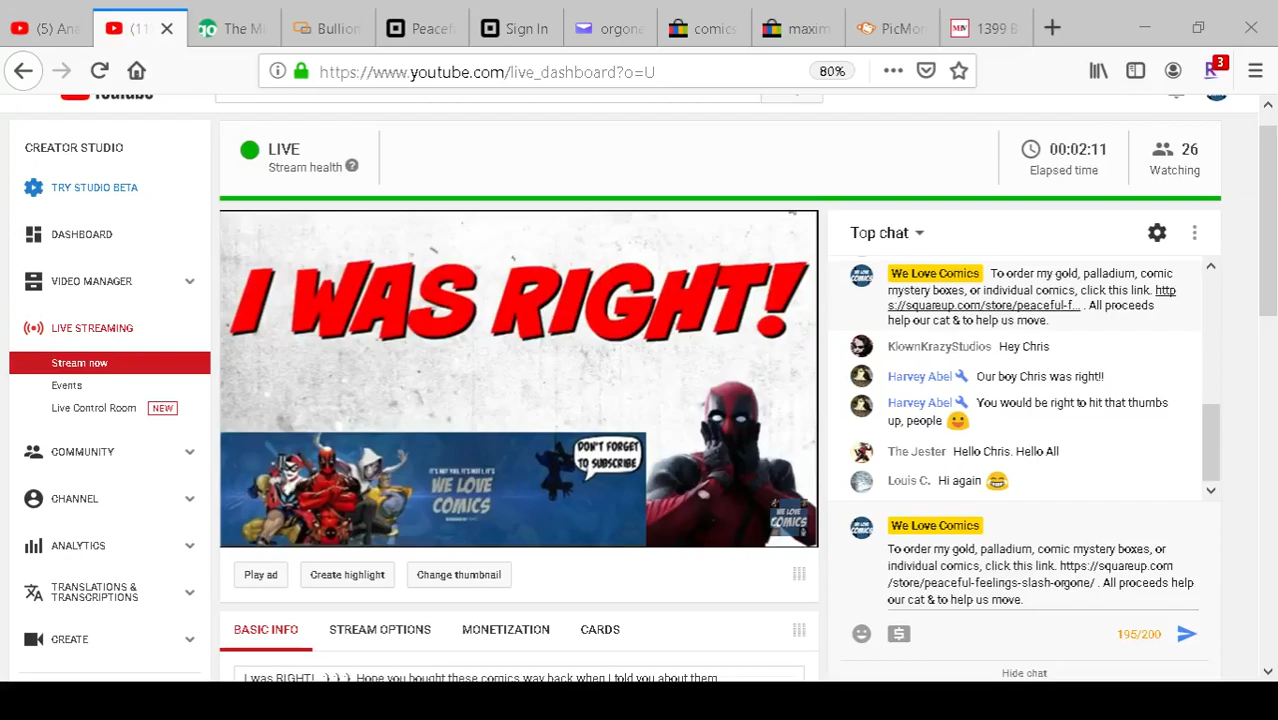 (5) Ana
(11
The Mi
Bullion
Peacef
Sign In
orgone
comics
maxim
PicMon
1399 B
https://www.youtube.com/live_dashboard?o=U
80%
3
CREATOR STUDIO
TRY STUDIO BETA
DASHBOARD
VIDEO MANAGER
LIVE STREAMING
Stream now
Events
Live Control Room NEW
COMMUNITY
CHANNEL
ANALYTICS
TRANSLATIONS &
TRANSCRIPTIONS
CREATE
LIVE
Stream health ?
00:02:11
Elapsed time
26
Watching
I WAS RIGHT!
DON'T FORGET
TO SUBSCRIBE
IT'S NOT YOU, IT'S NOT I, IT'S
WE LOVE
COMICS
WE LOVE
COMICS
Play ad
Create highlight
Change thumbnail
BASIC INFO
STREAM OPTIONS
MONETIZATION
CARDS
I was RIGHT! :) :) :) Hope you bought these comics way back when I told you about them
Top chat
We Love Comics To order my gold, palladium, comic
mystery boxes, or individual comics, click this link. http
s://squareup.com/store/peaceful-f... . All proceeds
help our cat & to help us move.
KlownKrazyStudios Hey Chris
Harvey Abel Our boy Chris was right!!
Harvey Abel You would be right to hit that thumbs
up, people
The Jester Hello Chris. Hello All
Louis C. Hi again
We Love Comics
To order my gold, palladium, comic mystery boxes, or
individual comics, click this link. https://squareup.com
/store/peaceful-feelings-slash-orgone/ . All proceeds help
our cat & to help us move.
195/200
Hide chat